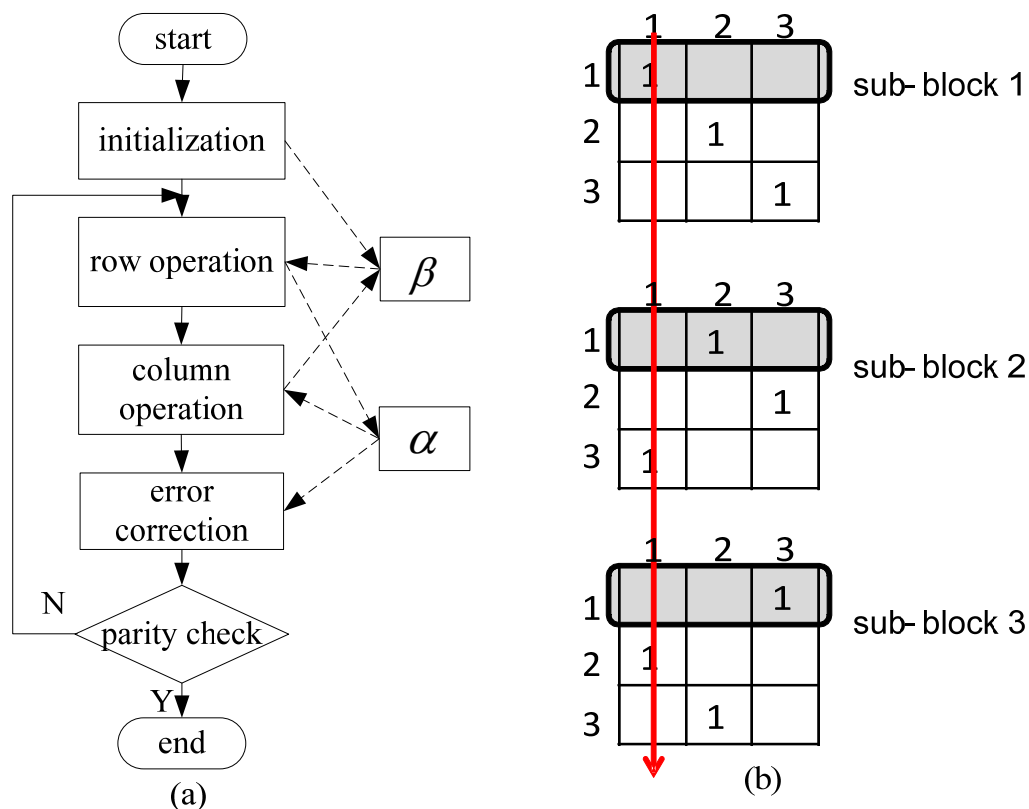 start
initialization
row operation
β
column
operation
α
error
correction
N
parity check
Y
end
(a)
1 2 3
1 1
sub-block 1
2 1
3 1
1 2 3
1 1
sub-block 2
2 1
3 1
1 2 3
1 1
sub-block 3
2 1
3 1
(b)